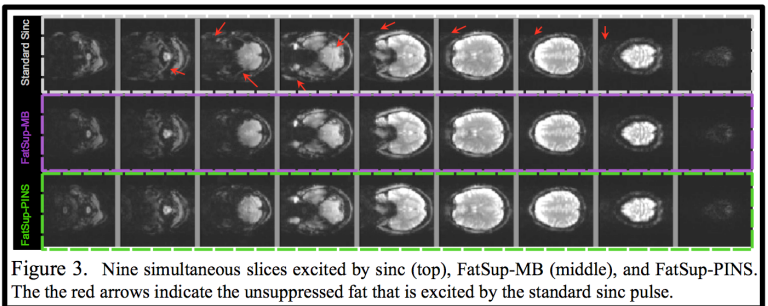 Standard Sinc
FatSup-MB
FatSup-PINS
Figure 3. Nine simultaneous slices excited by sinc (top), FatSup-MB (middle), and FatSup-PINS.
The the red arrows indicate the unsuppressed fat that is excited by the standard sinc pulse.